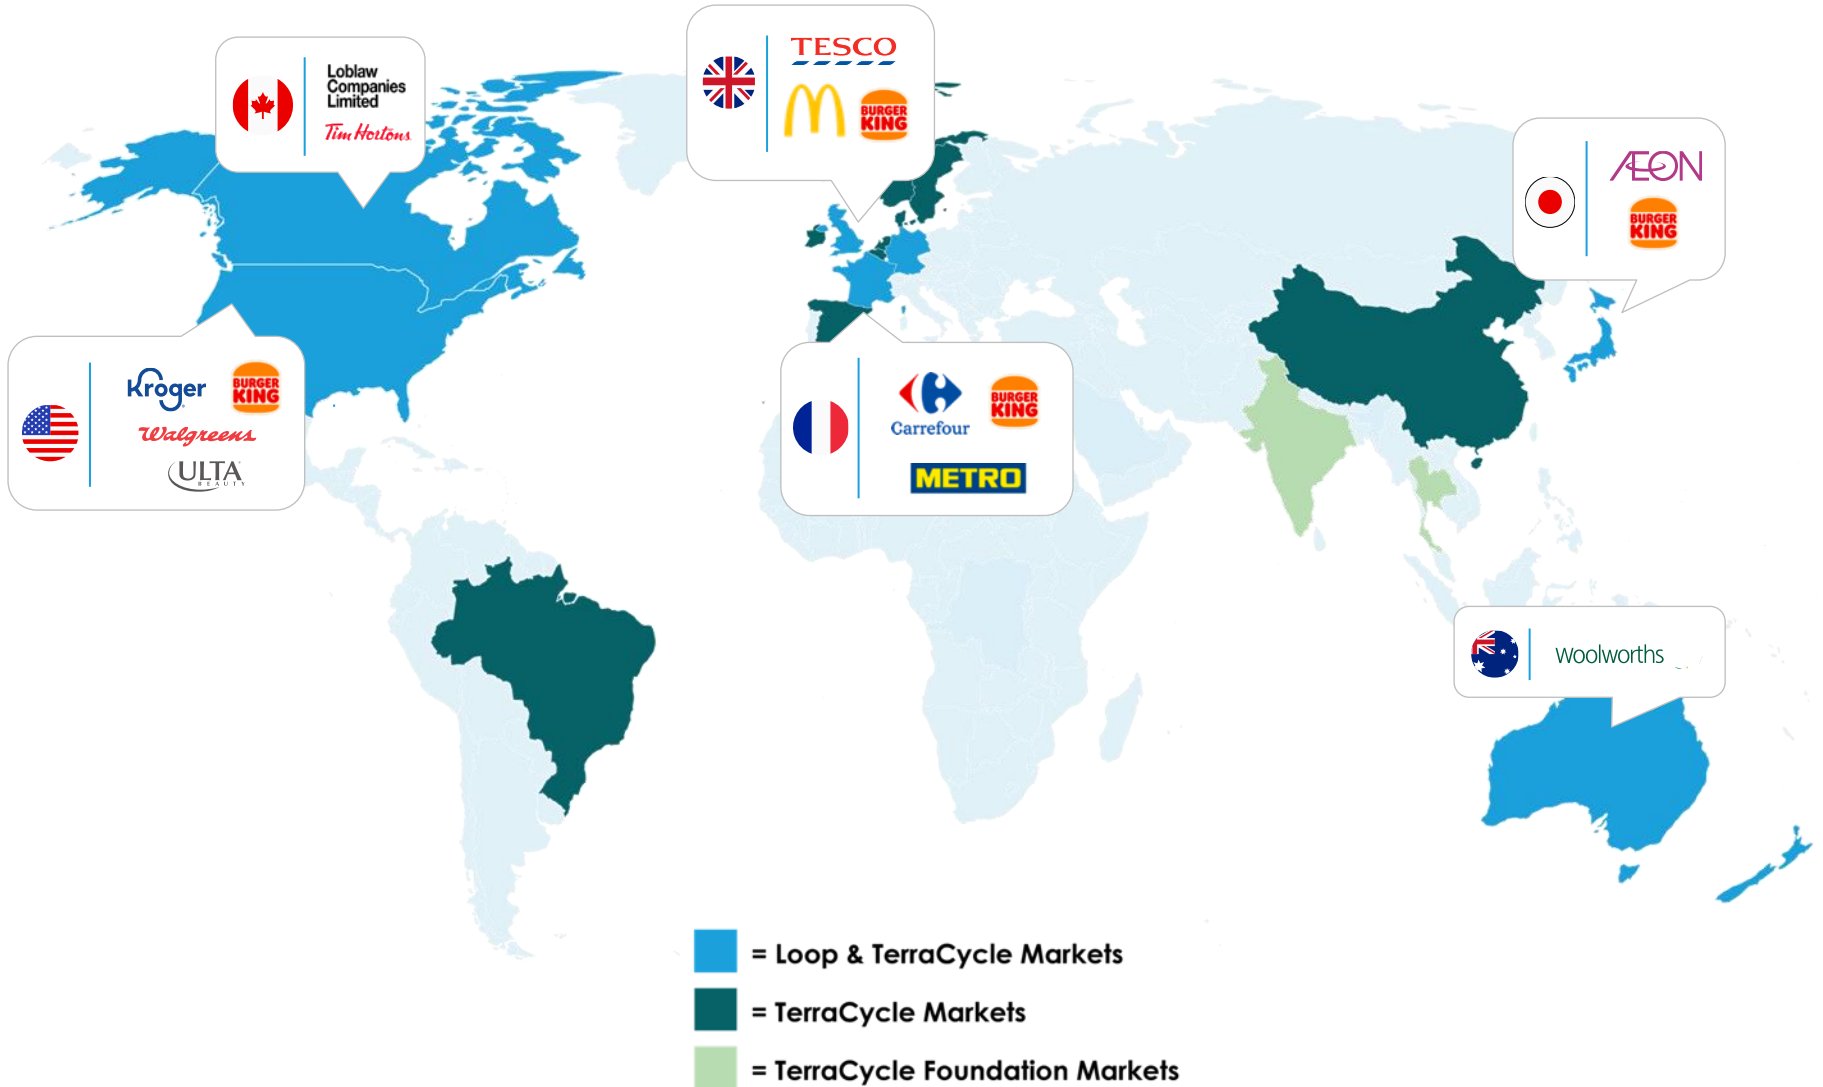 Loblaw
Companies
Limited
Tim Hortons
TESCO
BURGER
KING
ÆON
BURGER
KING
Kroger
BURGER
KING
Walgreens
ULTA
BEAUTY
Carrefour
BURGER
KING
METRO
woolworths
= Loop & TerraCycle Markets
= TerraCycle Markets
= TerraCycle Foundation Markets